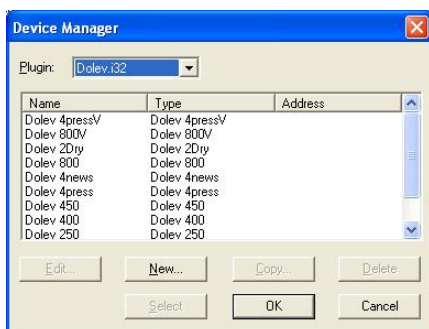 Device Manager
Plugin: Dolev.i32
Name Type Address
Dolev 4pressV Dolev 4pressV
Dolev 800V Dolev 800V
Dolev 2Dry Dolev 2Dry
Dolev 800 Dolev 800
Dolev 4news Dolev 4news
Dolev 4press Dolev 4press
Dolev 450 Dolev 450
Dolev 400 Dolev 400
Dolev 250 Dolev 250
Edit... New... Copy... Delete
Select OK Cancel